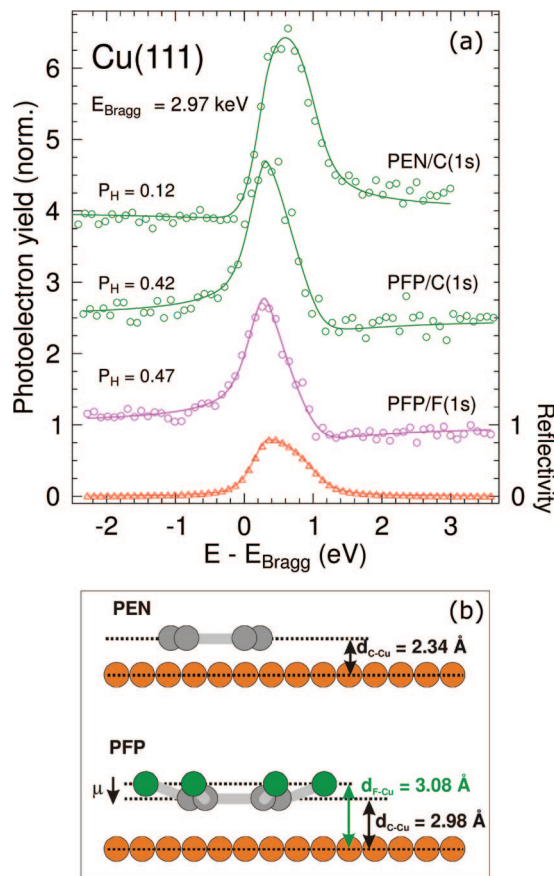 (a)
Cu(111)
E_Bragg = 2.97 keV
PEN/C(1s)
P_H = 0.12
PFP/C(1s)
P_H = 0.42
PFP/F(1s)
P_H = 0.47
Photoelectron yield (norm.)
6
5
4
3
2
1
0
1
0
Reflectivity
-2 -1 0 1 2 3
E - E_Bragg (eV)
(b)
PEN
d_C-Cu = 2.34 Å
PFP
μ
d_F-Cu = 3.08 Å
d_C-Cu = 2.98 Å